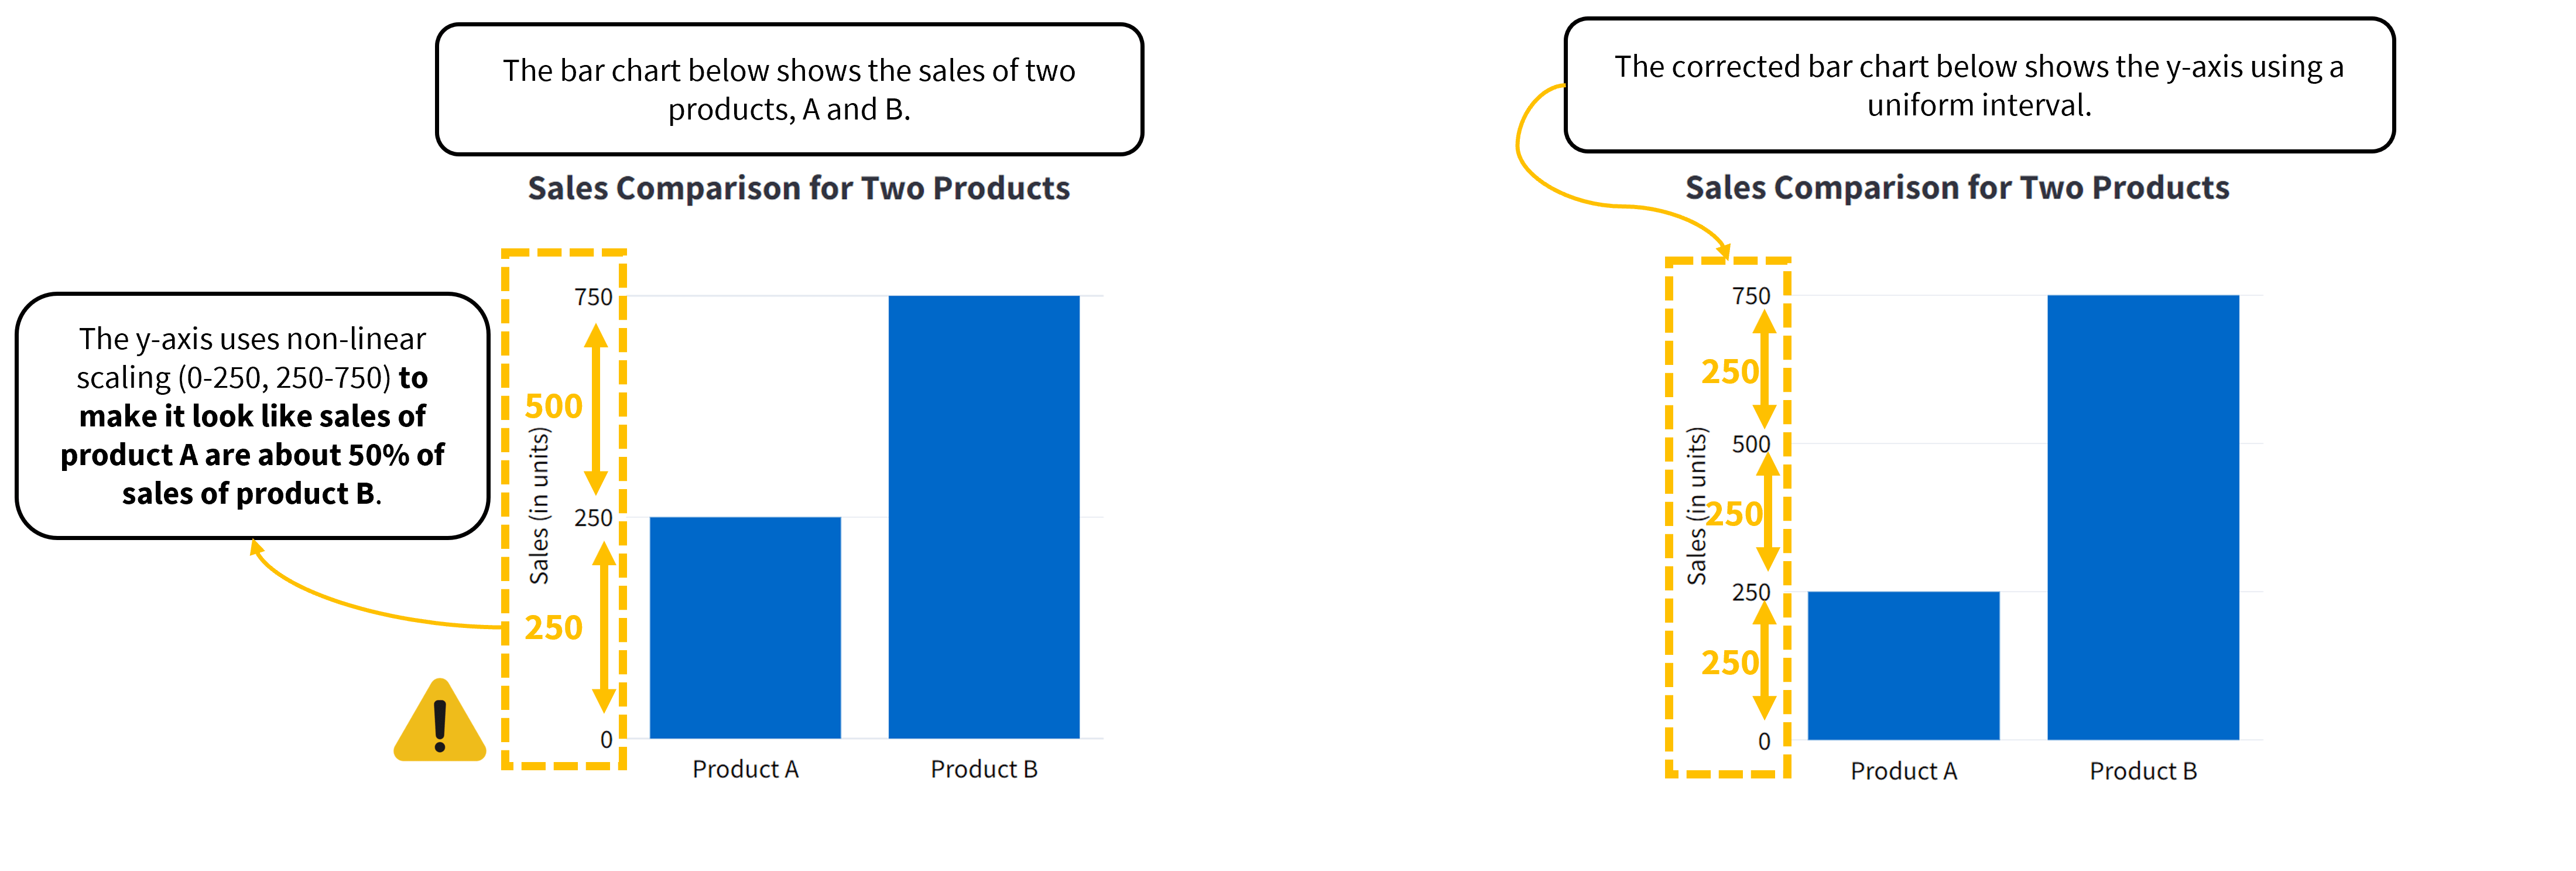 The bar chart below shows the sales of two
products, A and B.
Sales Comparison for Two Products
The y-axis uses non-linear
scaling (0-250, 250-750) to
make it look like sales of
product A are about 50% of
sales of product B.
Sales (in units)
750
500
250
250
0
Product A
Product B
The corrected bar chart below shows the y-axis using a
uniform interval.
Sales Comparison for Two Products
Sales (in units)
750
250
500
250
250
250
0
Product A
Product B